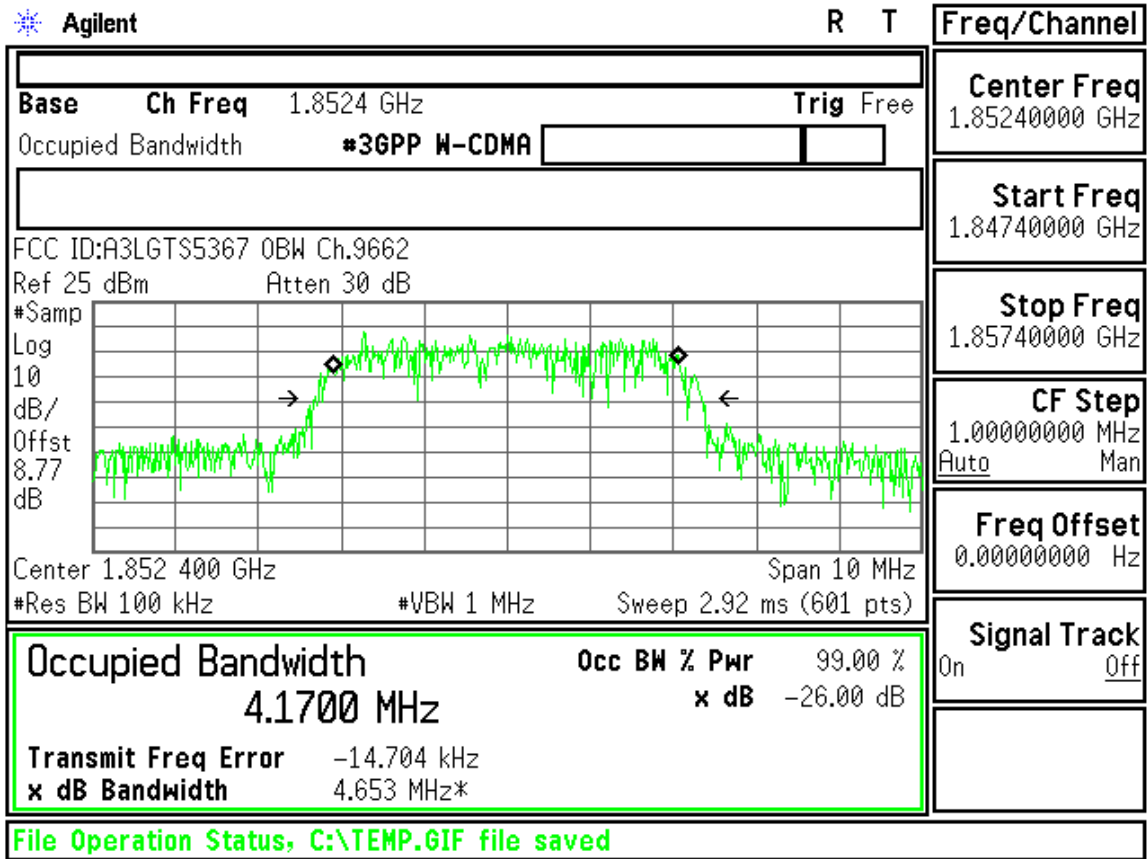 Agilent R T Freq/Channel
Base Ch Freq 1.8524 GHz Trig Free
Occupied Bandwidth #3GPP W-CDMA
FCC ID:A3LGTS5367 OBW Ch.9662
Ref 25 dBm Atten 30 dB
#Samp
Log
10
dB/
Offst
8.77
dB
Center 1.852 400 GHz Span 10 MHz
#Res BW 100 kHz #VBW 1 MHz Sweep 2.92 ms (601 pts)
Occupied Bandwidth Occ BW % Pwr 99.00 %
4.1700 MHz x dB -26.00 dB
Transmit Freq Error -14.704 kHz
x dB Bandwidth 4.653 MHz*
Center Freq
1.85240000 GHz
Start Freq
1.84740000 GHz
Stop Freq
1.85740000 GHz
CF Step
1.00000000 MHz
Auto Man
Freq Offset
0.00000000 Hz
Signal Track
On Off
File Operation Status, C:\TEMP.GIF file saved